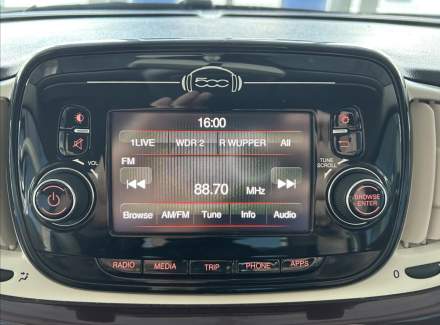 500
16:00
1LIVE WDR 2 R WUPPER All
FM
VOL
TUNE
SCROLL
88.70 MHz
BROWSE
ENTER
Browse AM/FM Tune Info Audio
RADIO MEDIA TRIP PHONE APPS
0